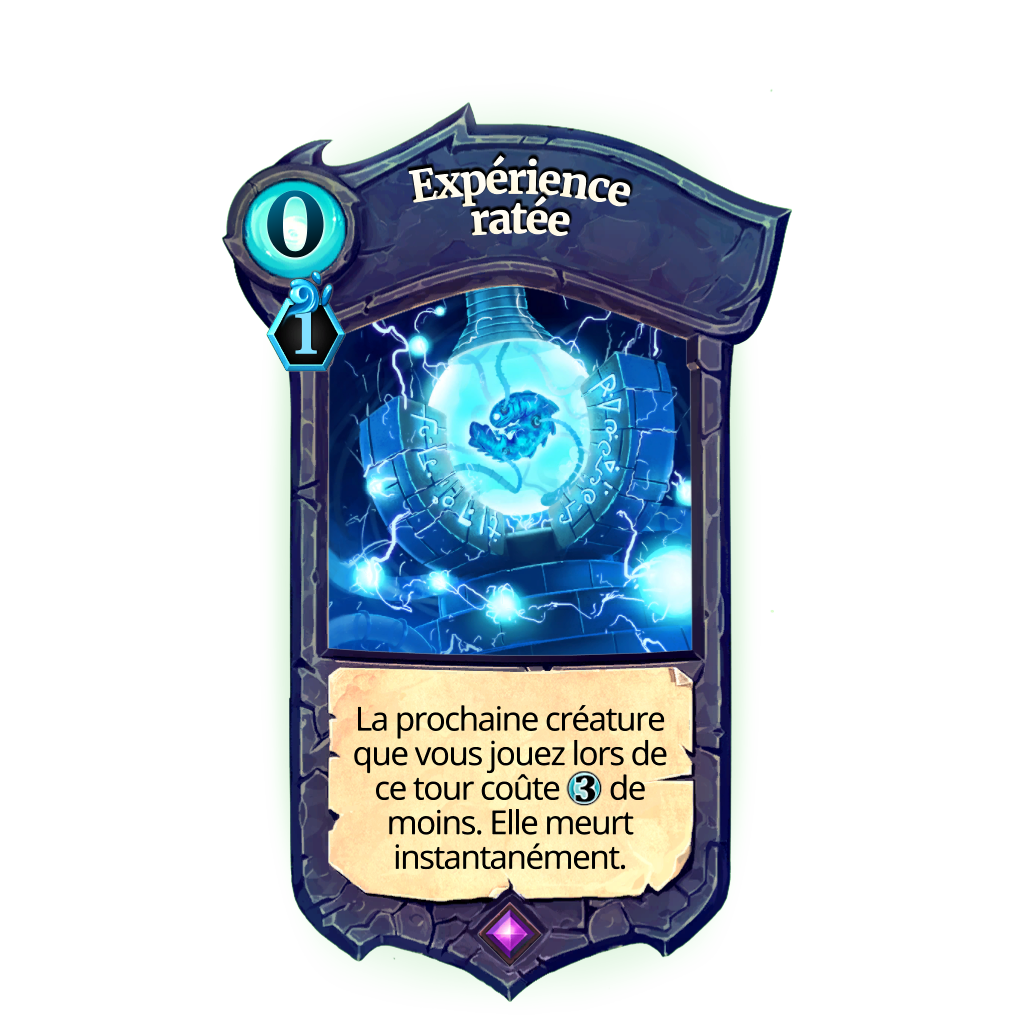 Expérience
ratée
0
1
La prochaine créature
que vous jouez lors de
ce tour coûte 3 de
moins. Elle meurt
instantanément.